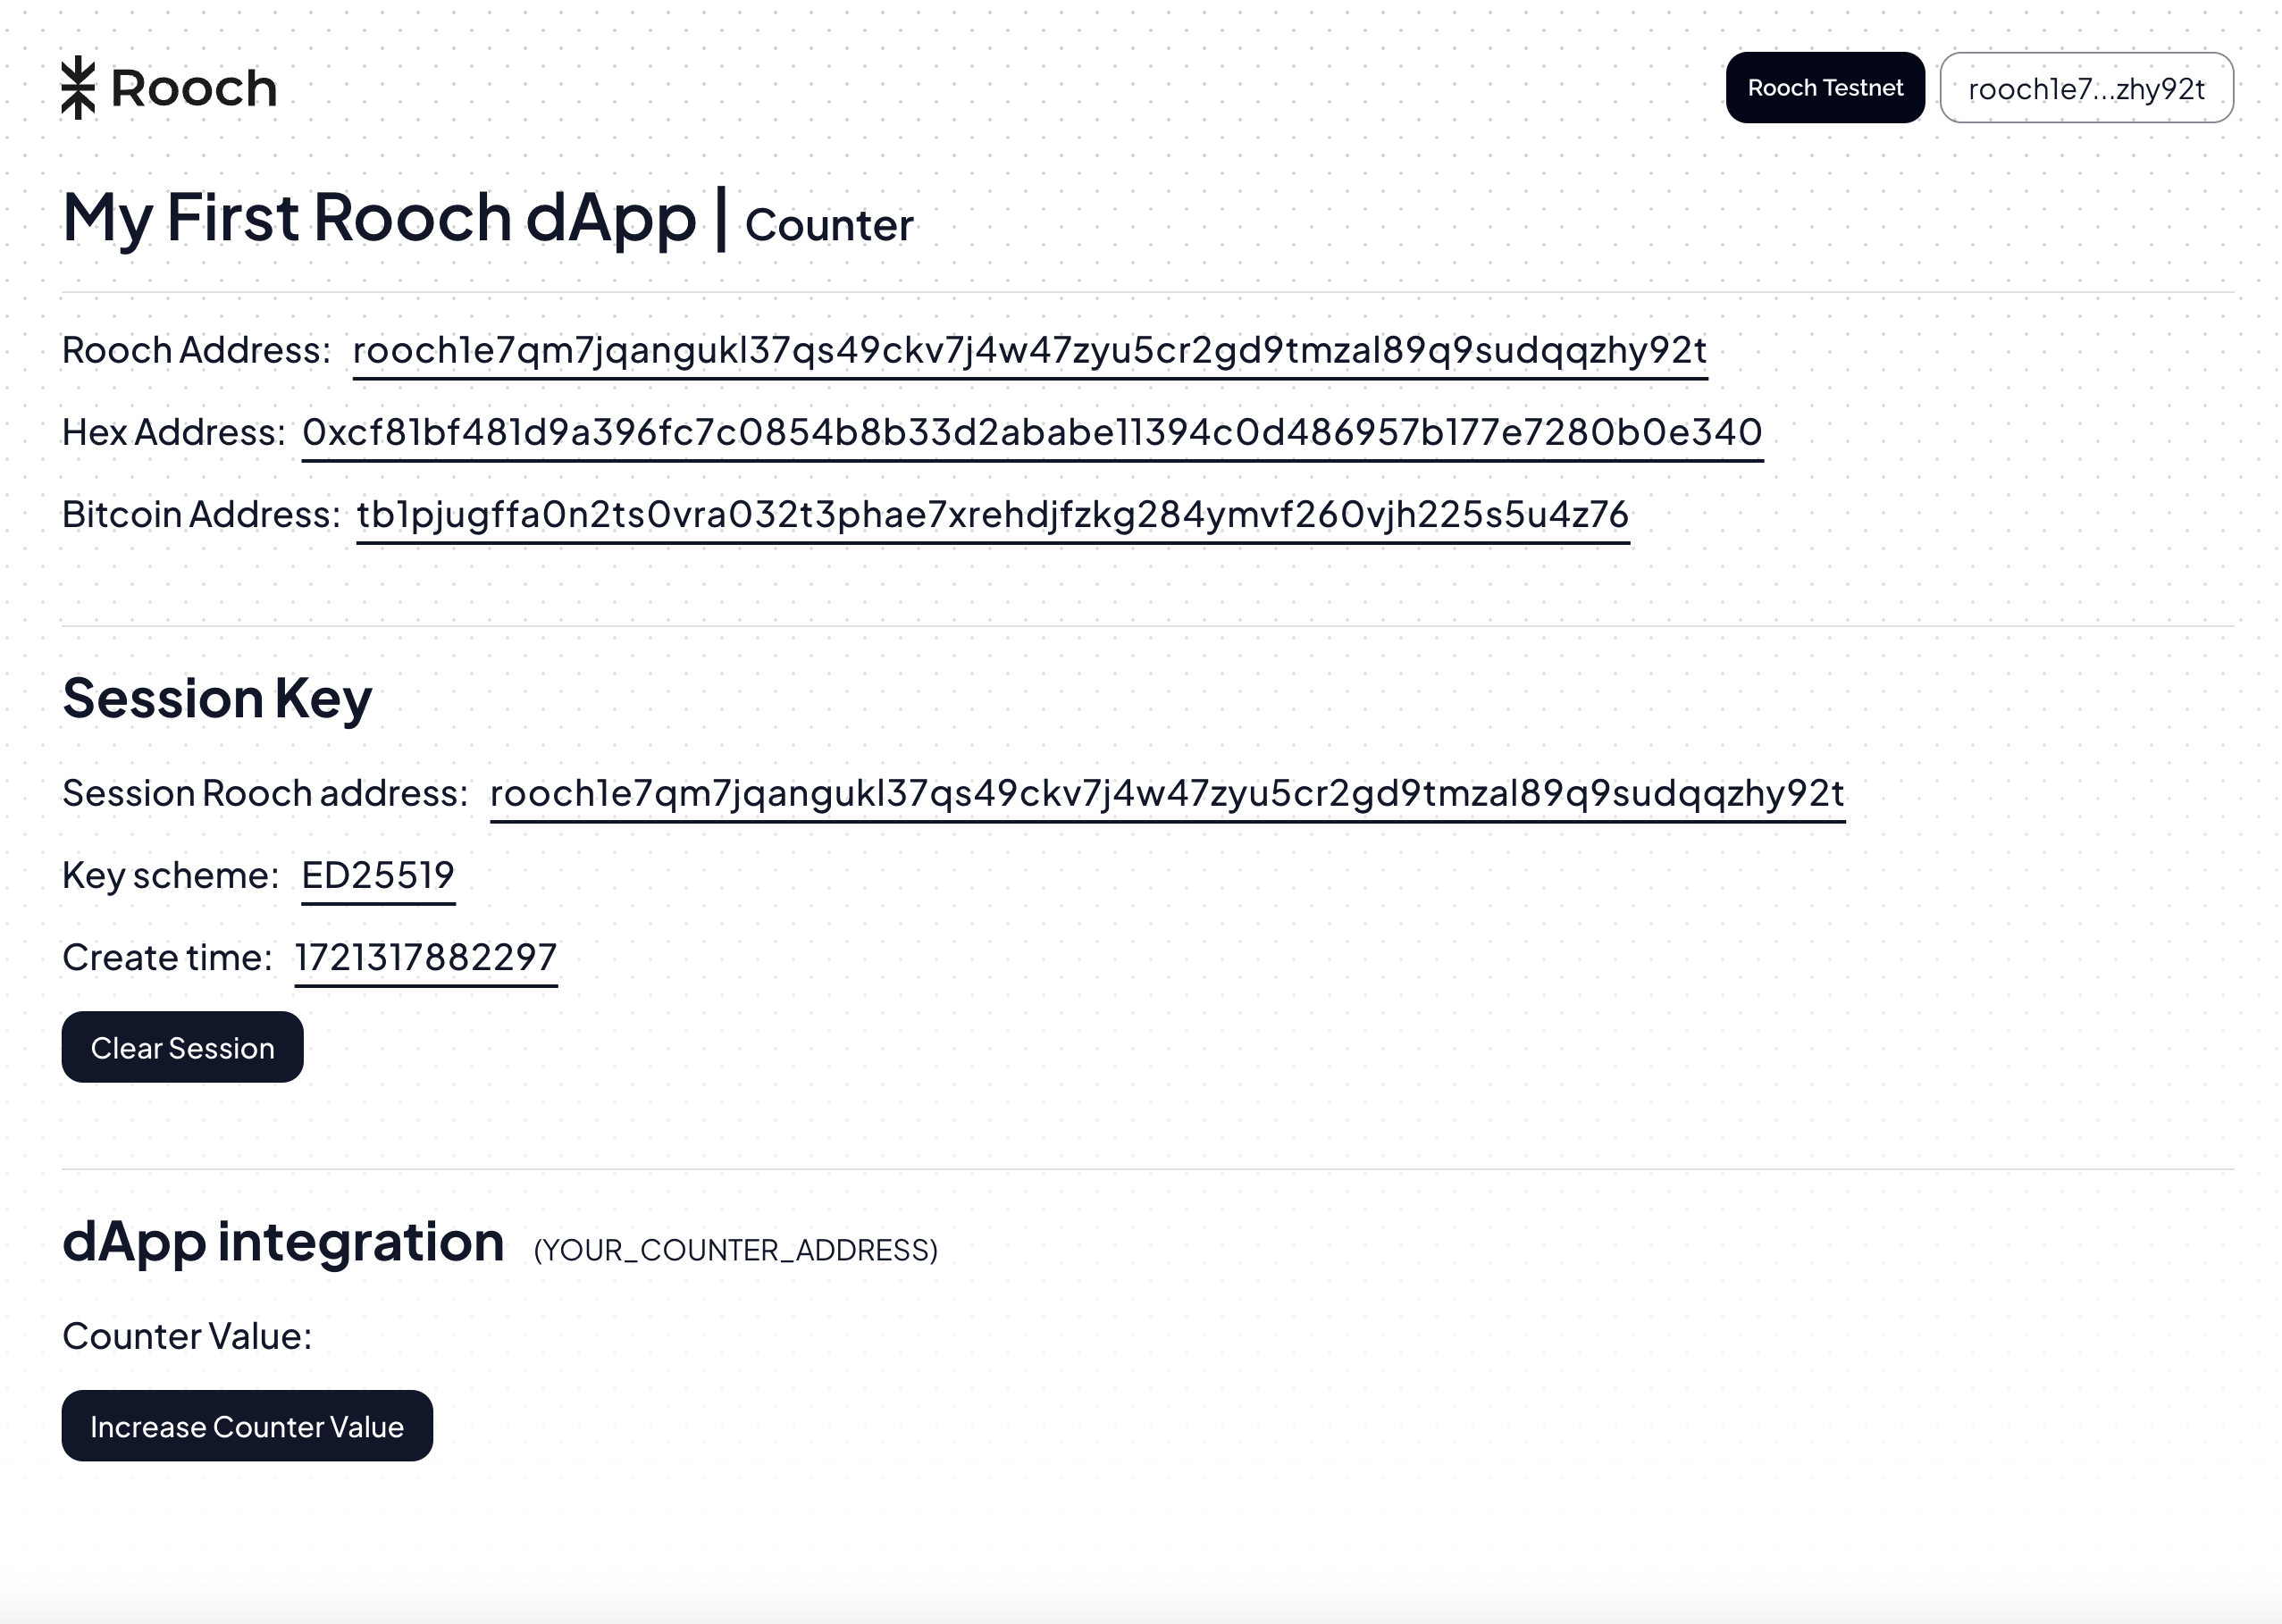 Rooch
Rooch Testnet
rooch1e7...zhy92t
My First Rooch dApp | Counter
Rooch Address: rooch1e7qm7jqangukl37qs49ckv7j4w47zyu5cr2gd9tmzal89q9sudqqzhy92t
Hex Address: 0xcf81bf481d9a396fc7c0854b8b33d2ababe11394c0d486957b177e7280b0e340
Bitcoin Address: tb1pjugffa0n2ts0vra032t3phae7xrehdjfzkg284ymvf260vjh225s5u4z76
Session Key
Session Rooch address: rooch1e7qm7jqangukl37qs49ckv7j4w47zyu5cr2gd9tmzal89q9sudqqzhy92t
Key scheme: ED25519
Create time: 1721317882297
Clear Session
dApp integration (YOUR_COUNTER_ADDRESS)
Counter Value:
Increase Counter Value